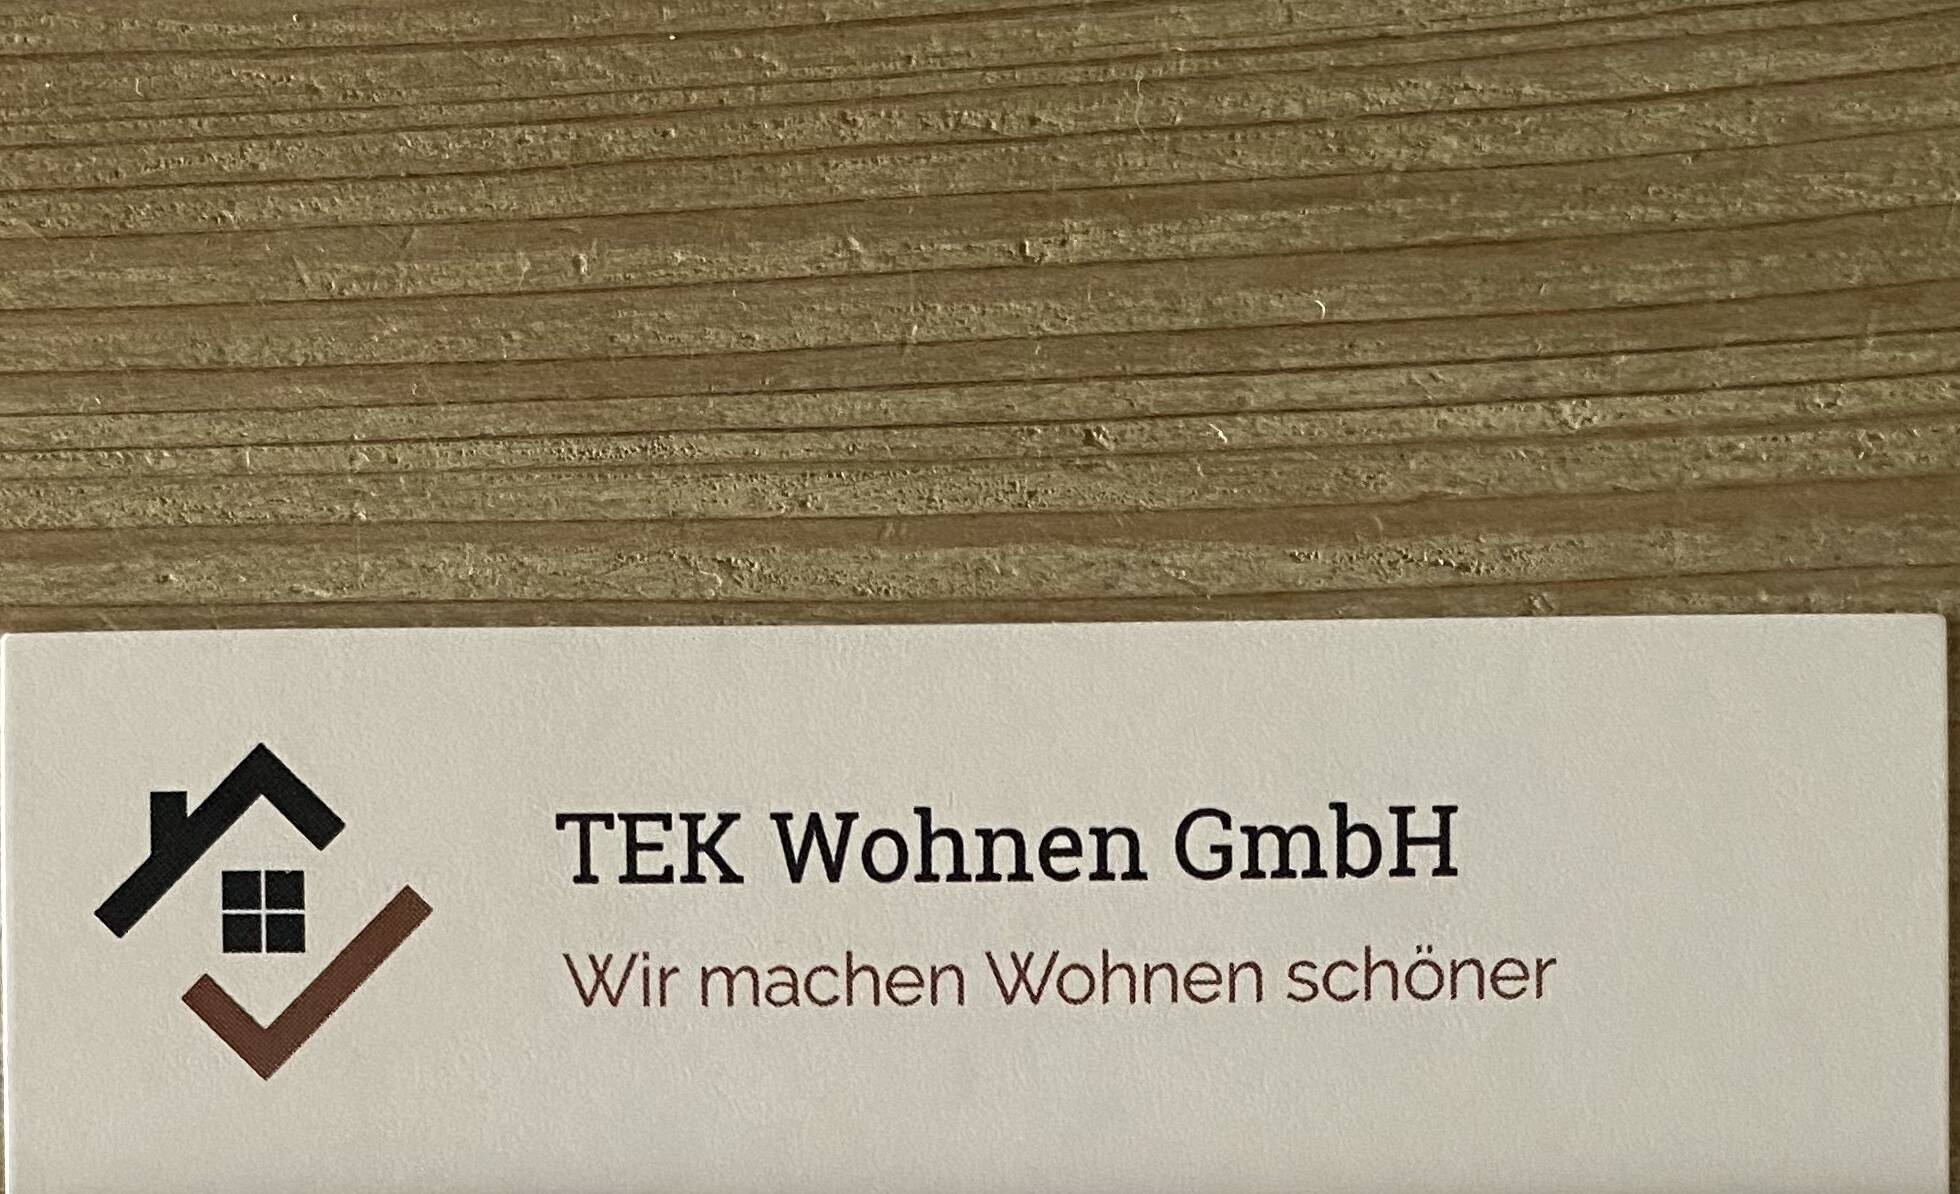 TEK Wohnen GmbH
Wir machen Wohnen schöner